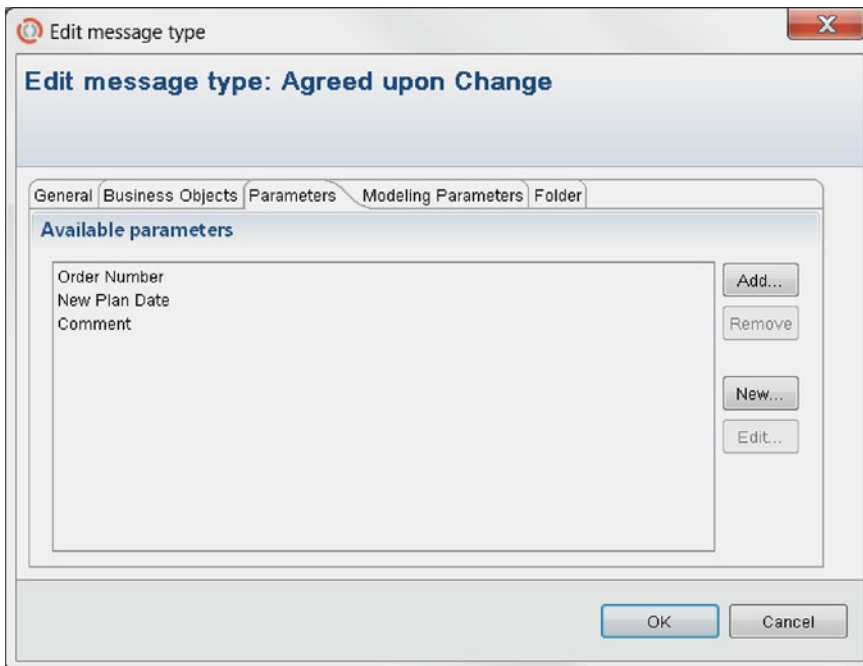 Edit message type
X
Edit message type: Agreed upon Change
General Business Objects Parameters Modeling Parameters Folder
Available parameters
Order Number
New Plan Date
Comment
Add...
Remove
New...
Edit...
OK Cancel